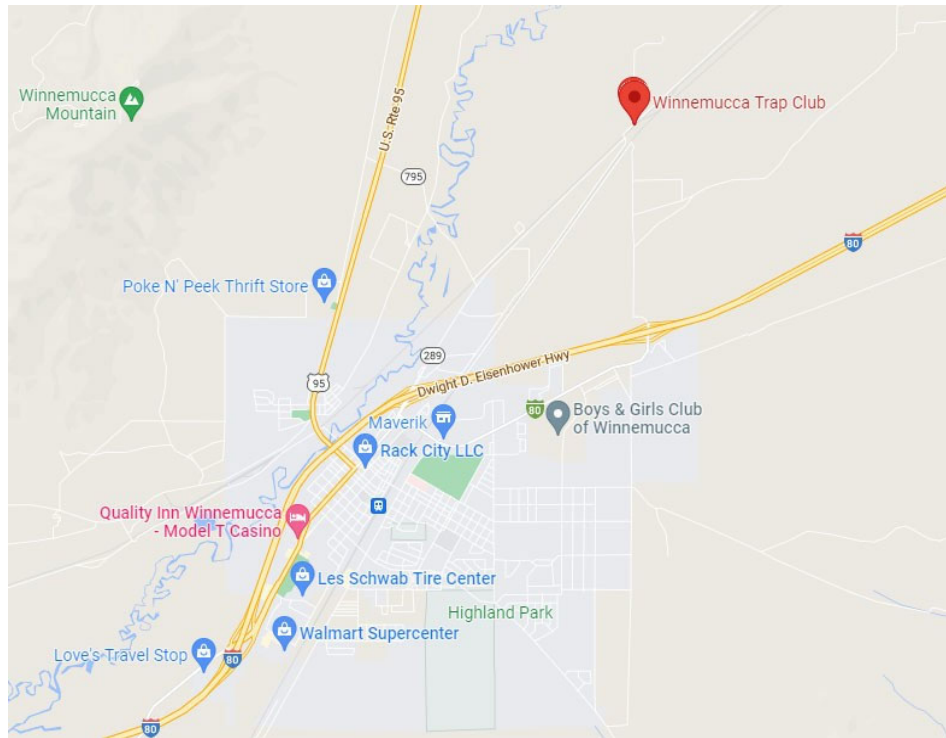 Winnemucca
Mountain
U.S. Rte 95
Winnemucca Trap Club
795
80
Poke N' Peek Thrift Store
289
Dwight D. Eisenhower Hwy
95
80
Boys & Girls Club
of Winnemucca
Maverik
Rack City LLC
Quality Inn Winnemucca
- Model T Casino
Les Schwab Tire Center
Highland Park
Walmart Supercenter
Love's Travel Stop
80
80